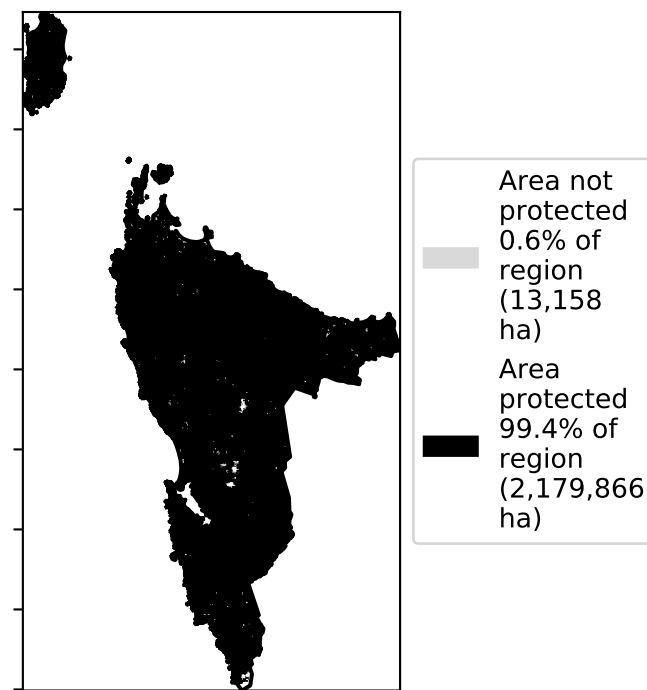 Area not
protected
0.6% of
region
(13,158
ha)
Area
protected
99.4% of
region
(2,179,866
ha)